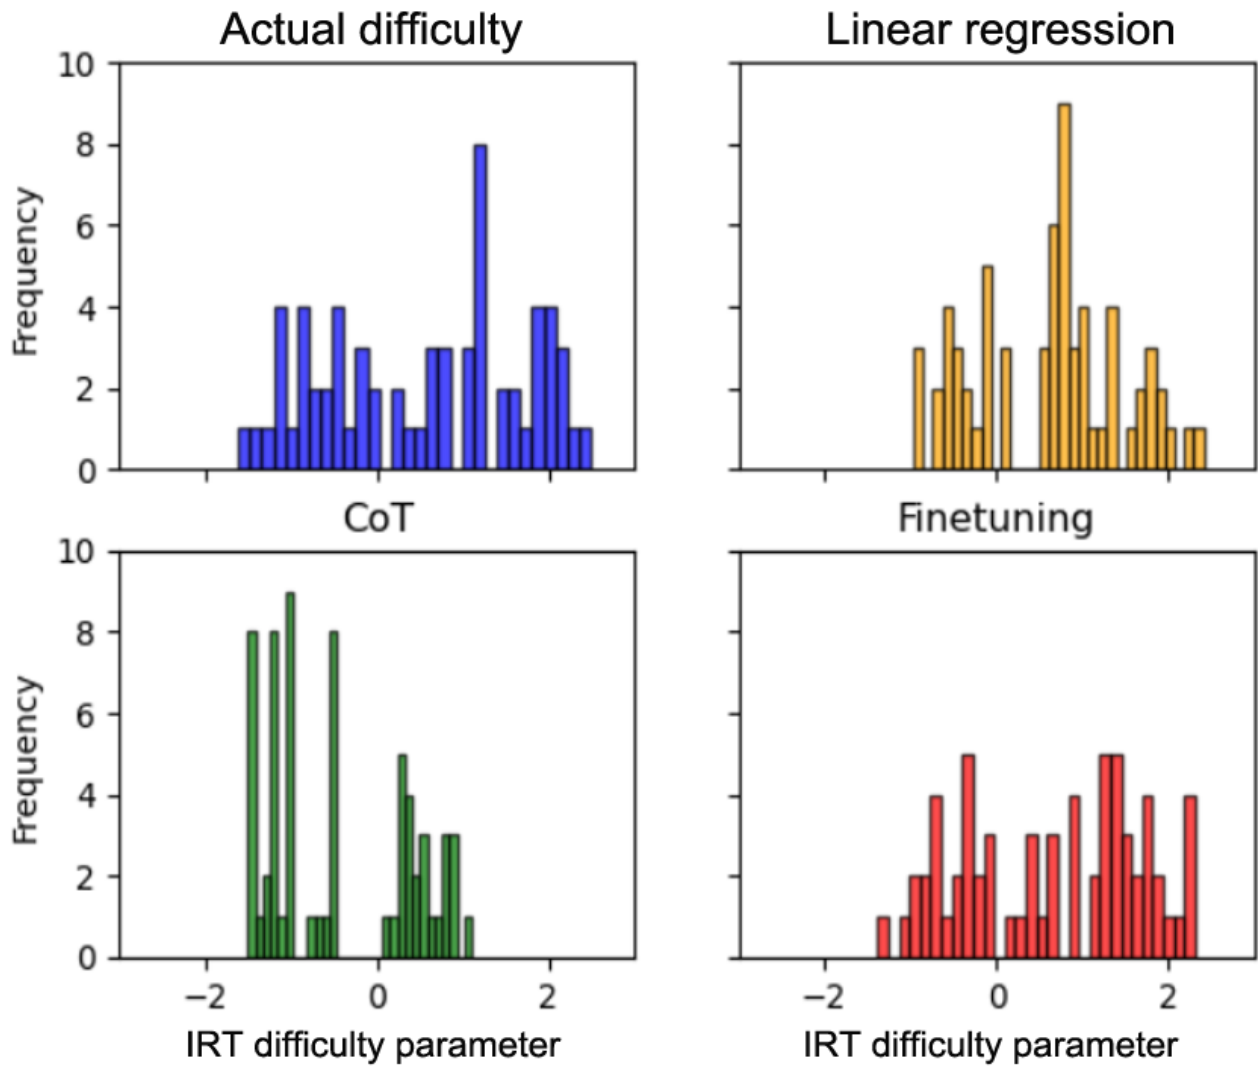 Actual difficulty
Linear regression
10
8
6
4
2
0
Frequency
CoT
Finetuning
10
8
6
4
2
0
Frequency
−2 0 2
−2 0 2
IRT difficulty parameter
IRT difficulty parameter